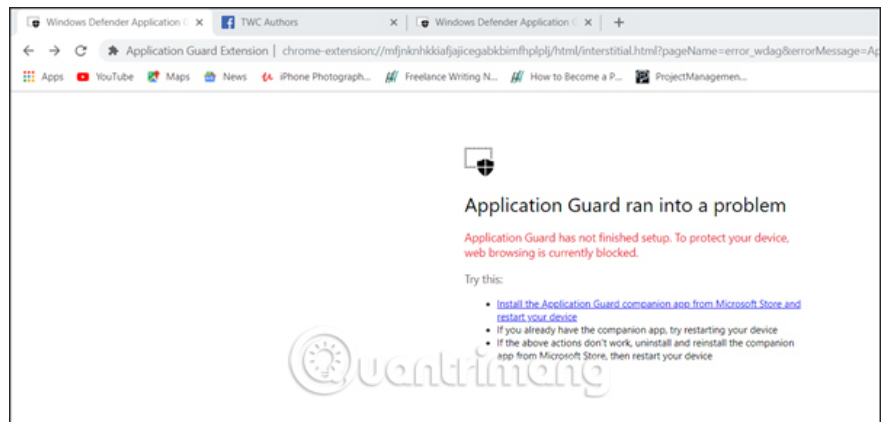 Windows Defender Application G
TWC Authors
Windows Defender Application G
Application Guard Extension | chrome-extension://mfjnknhkkiafjajicegabkbimfhplplj/html/interstitial.html?pageName=error_wdag&errorMessage=Ap
Apps YouTube Maps News iPhone Photograph... Freelance Writing N... How to Become a P... ProjectManagemen...
Application Guard ran into a problem
Application Guard has not finished setup. To protect your device,
web browsing is currently blocked.
Try this:
• Install the Application Guard companion app from Microsoft Store and
restart your device
• If you already have the companion app, try restarting your device
• If the above actions don't work, uninstall and reinstall the companion
app from Microsoft Store, then restart your device
Quantrimang